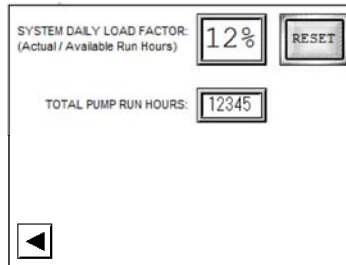 SYSTEM DAILY LOAD FACTOR:
(Actual / Available Run Hours)
12%
RESET
TOTAL PUMP RUN HOURS:
12345